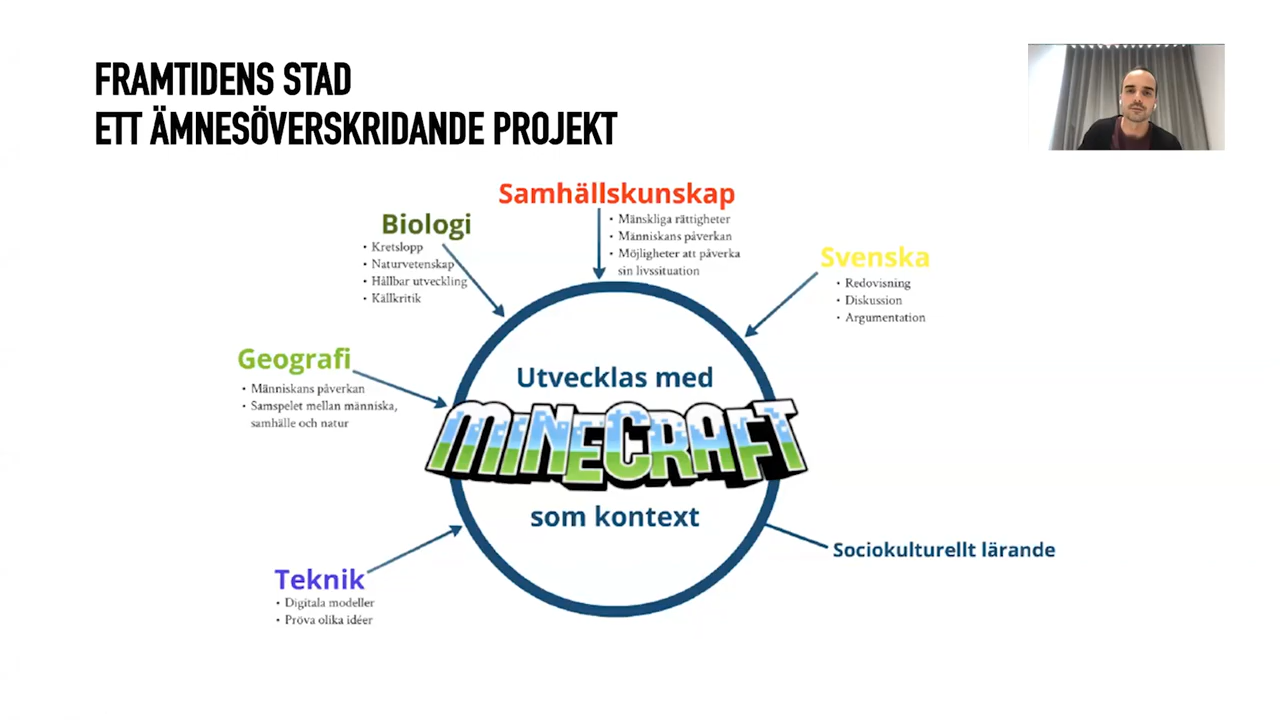 FRAMTIDENS STAD
ETT ÄMNESÖVERSKRIDANDE PROJEKT
Samhällskunskap
• Mänskliga rättigheter
• Människans påverkan
• Möjligheter att påverka
sin livssituation
Biologi
• Kretslopp
• Naturvetenskap
• Hållbar utveckling
• Källkritik
Svenska
• Redovisning
• Diskussion
• Argumentation
Geografi
• Människans påverkan
• Samspelet mellan människa,
samhälle och natur
Utvecklas med
MINECRAFT
som kontext
Sociokulturellt lärande
Teknik
• Digitala modeller
• Pröva olika idéer